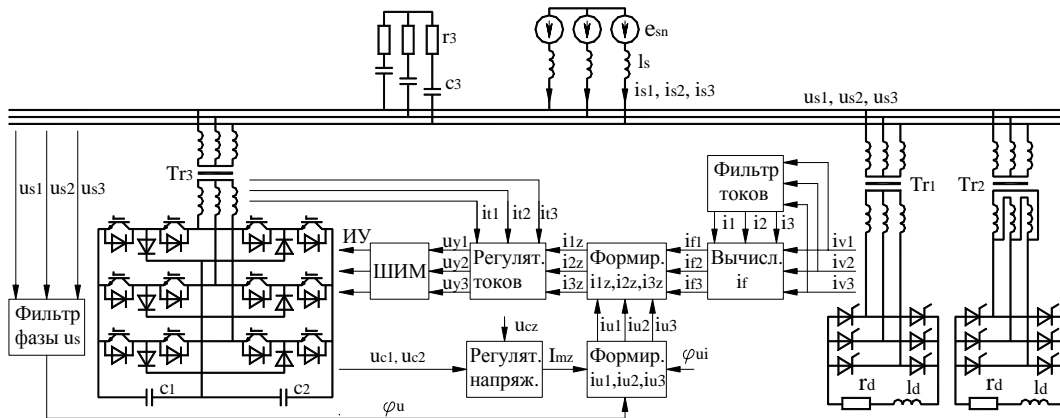 r3
c3
esn
ls
is1, is2, is3
us1, us2, us3
us1
us2
us3
Tr3
Tr1
Tr2
Фильтр
токов
i1
i2
i3
it1
it2
it3
ИУ
ШИМ
uy1
uy2
uy3
Регулят.
токов
i1z
i2z
i3z
Формир.
i1z,i2z,i3z
if1
if2
if3
Вычисл.
if
iv1
iv2
iv3
Фильтр
фазы us
ucz
iu1
iu2
iu3
uc1, uc2
Регулят.
напряж.
Imz
Формир.
iu1,iu2,iu3
φui
c1
c2
φu
rd
ld
rd
ld